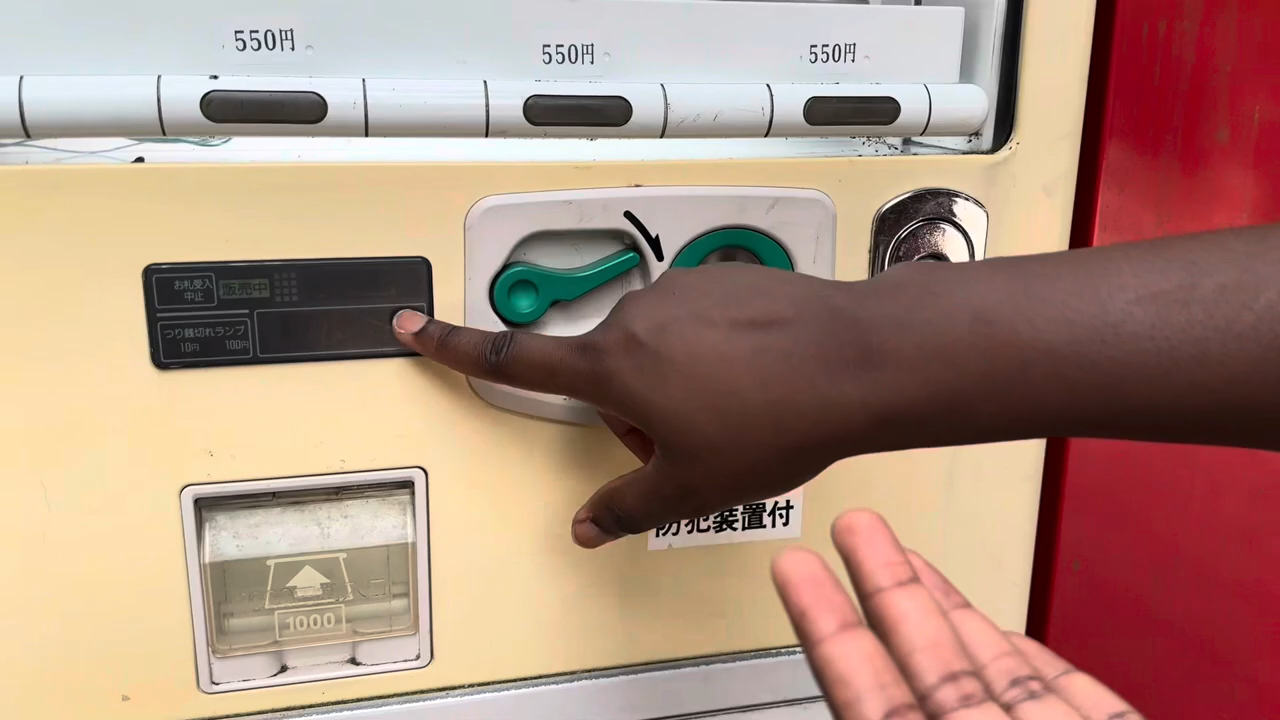 550円
550円
550円
お札受入
中止
販売中
つり銭切れランプ
10円 100円
防犯装置付
1000